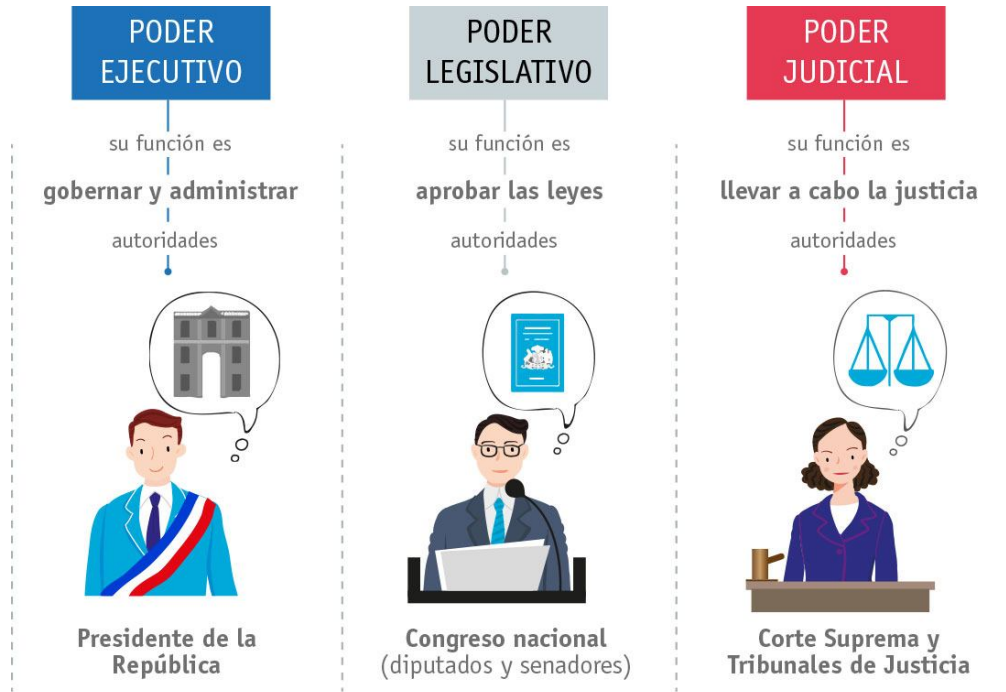 PODER
EJECUTIVO
su función es
gobernar y administrar
autoridades
Presidente de la
República
PODER
LEGISLATIVO
su función es
aprobar las leyes
autoridades
Congreso nacional
(diputados y senadores)
PODER
JUDICIAL
su función es
llevar a cabo la justicia
autoridades
Corte Suprema y
Tribunales de Justicia